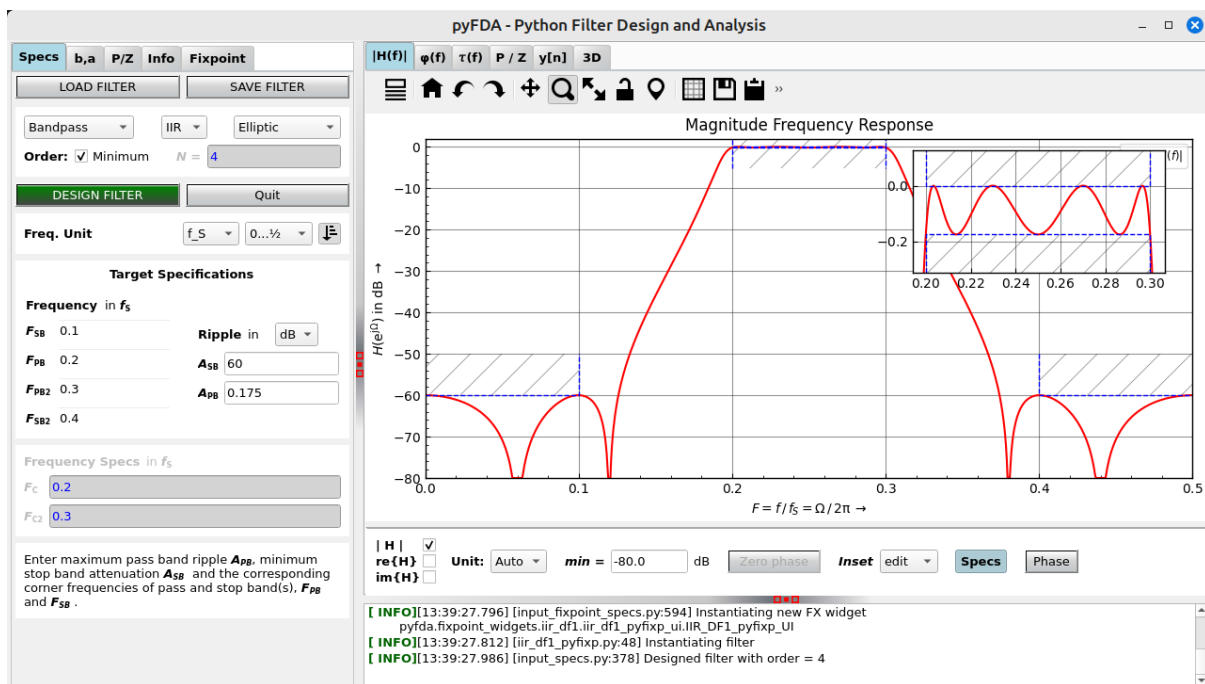 pyFDA - Python Filter Design and Analysis
Specs b,a P/Z Info Fixpoint
LOAD FILTER SAVE FILTER
Bandpass IIR Elliptic
Order: Minimum N = 4
DESIGN FILTER Quit
Freq. Unit f_S 0...½
Target Specifications
Frequency in fS
FSB 0.1
Ripple in dB
FPB 0.2
ASB 60
FPB2 0.3
APB 0.175
FSB2 0.4
Frequency Specs in fS
FC 0.2
FC2 0.3
Enter maximum pass band ripple APB, minimum
stop band attenuation ASB and the corresponding
corner frequencies of pass and stop band(s), FPB
and FSB .
|H(f)| φ(f) τ(f) P / Z y[n] 3D
»
Magnitude Frequency Response
H(e^jΩ) in dB →
0
−10
−20
−30
−40
−50
−60
−70
−80
0.0 0.1 0.2 0.3 0.4 0.5
F = f / fS = Ω / 2π →
(f)|
0.0
−0.2
0.20 0.22 0.24 0.26 0.28 0.30
| H |
re{H}
im{H}
Unit: Auto min = -80.0 dB Zero phase Inset edit Specs Phase
[ INFO][13:39:27.796] [input_fixpoint_specs.py:594] Instantiating new FX widget
pyfda.fixpoint_widgets.iir_df1.iir_df1_pyfixp_ui.IIR_DF1_pyfixp_UI
[ INFO][13:39:27.812] [iir_df1_pyfixp.py:48] Instantiating filter
[ INFO][13:39:27.986] [input_specs.py:378] Designed filter with order = 4